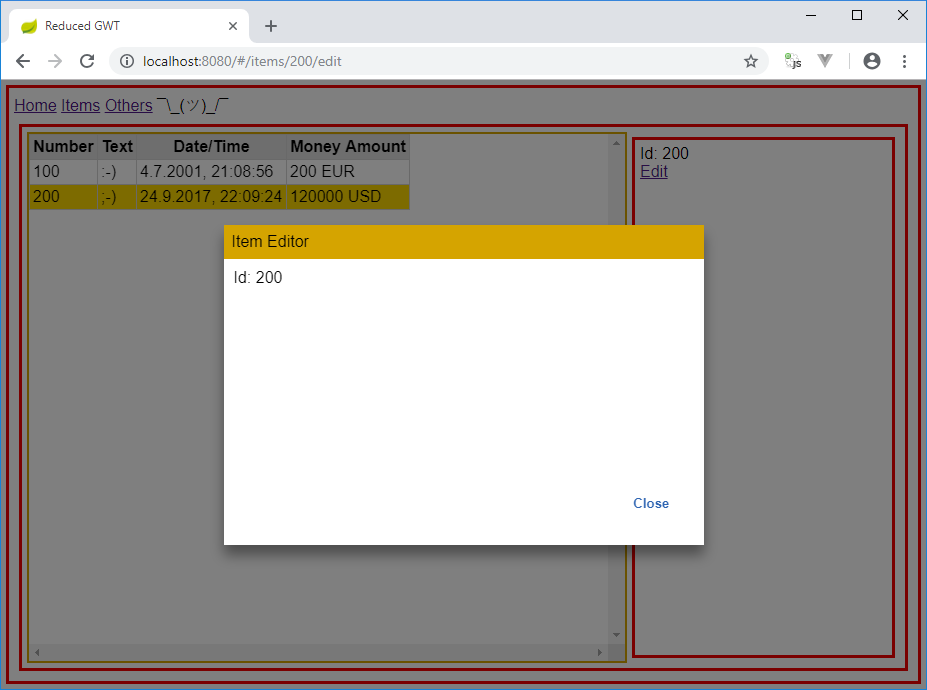 Reduced GWT
localhost:8080/#/items/200/edit
js
Home Items Others ¯\_(ツ)_/¯
Number Text Date/Time Money Amount
100 :-) 4.7.2001, 21:08:56 200 EUR
200 ;-) 24.9.2017, 22:09:24 120000 USD
Id: 200
Edit
Item Editor
Id: 200
Close